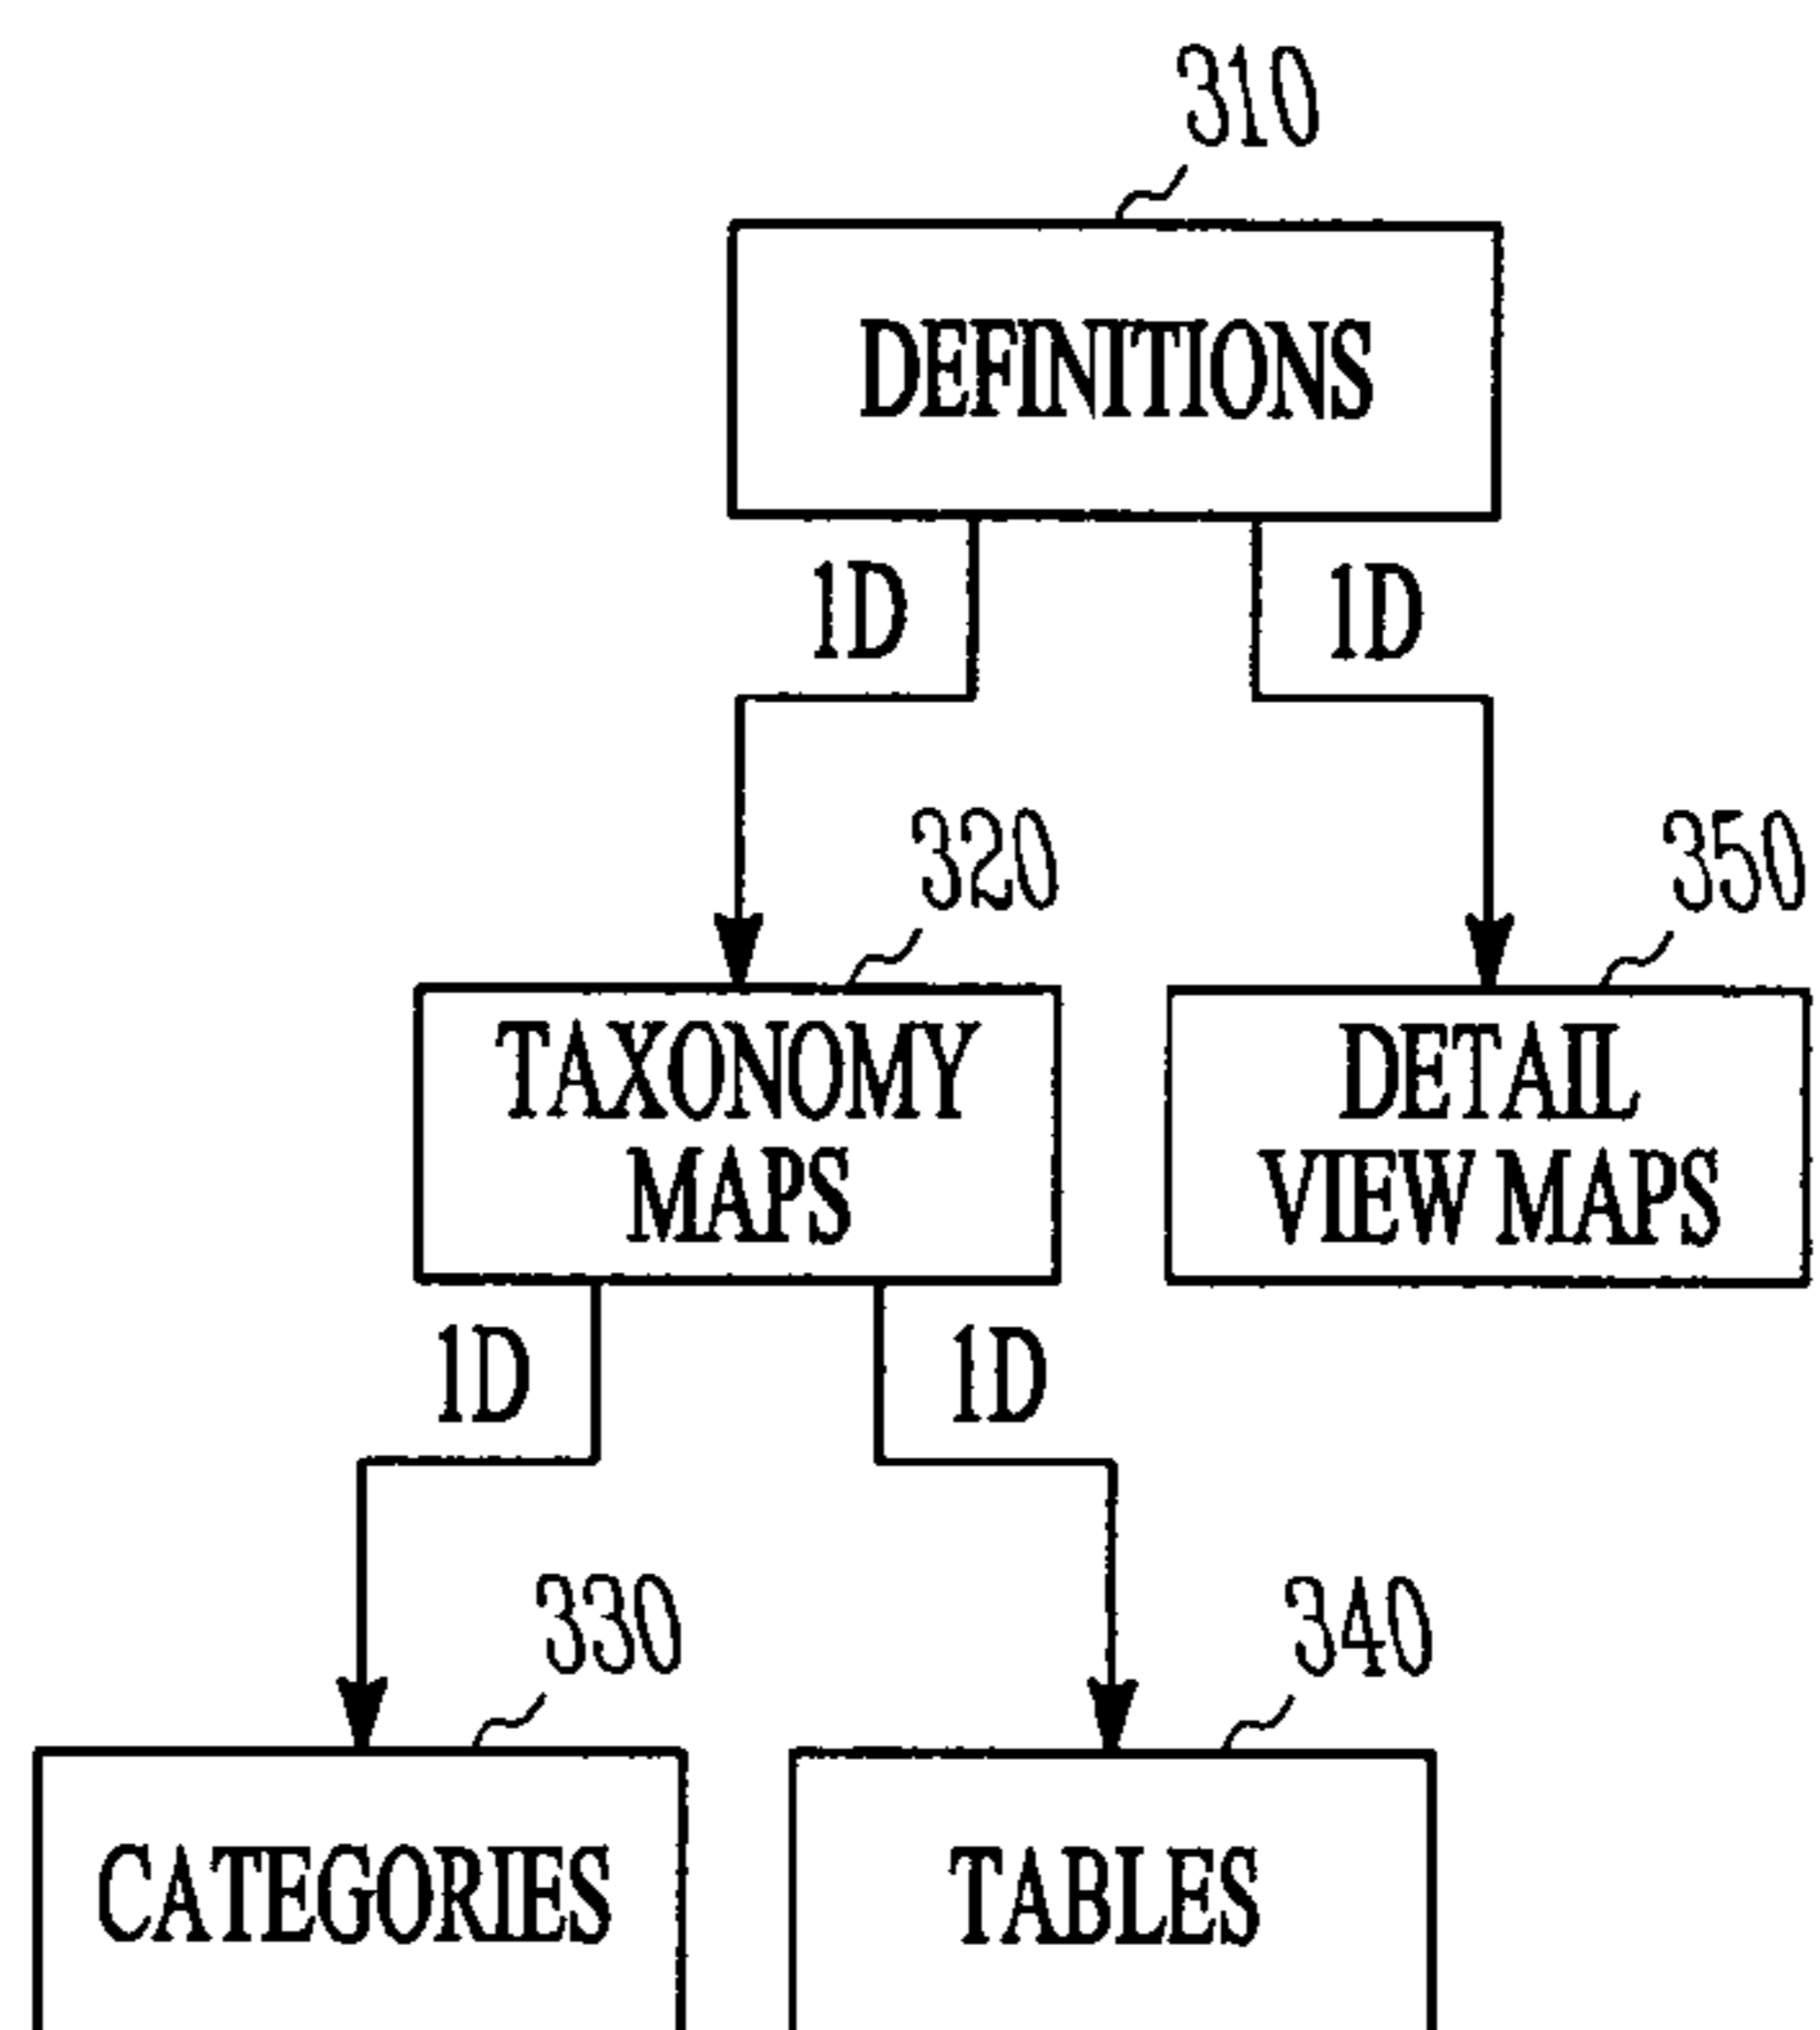 310
DEFINITIONS
1D 1D
320 350
TAXONOMY
MAPS
DETAIL
VIEW MAPS
1D 1D
330 340
CATEGORIES
TABLES